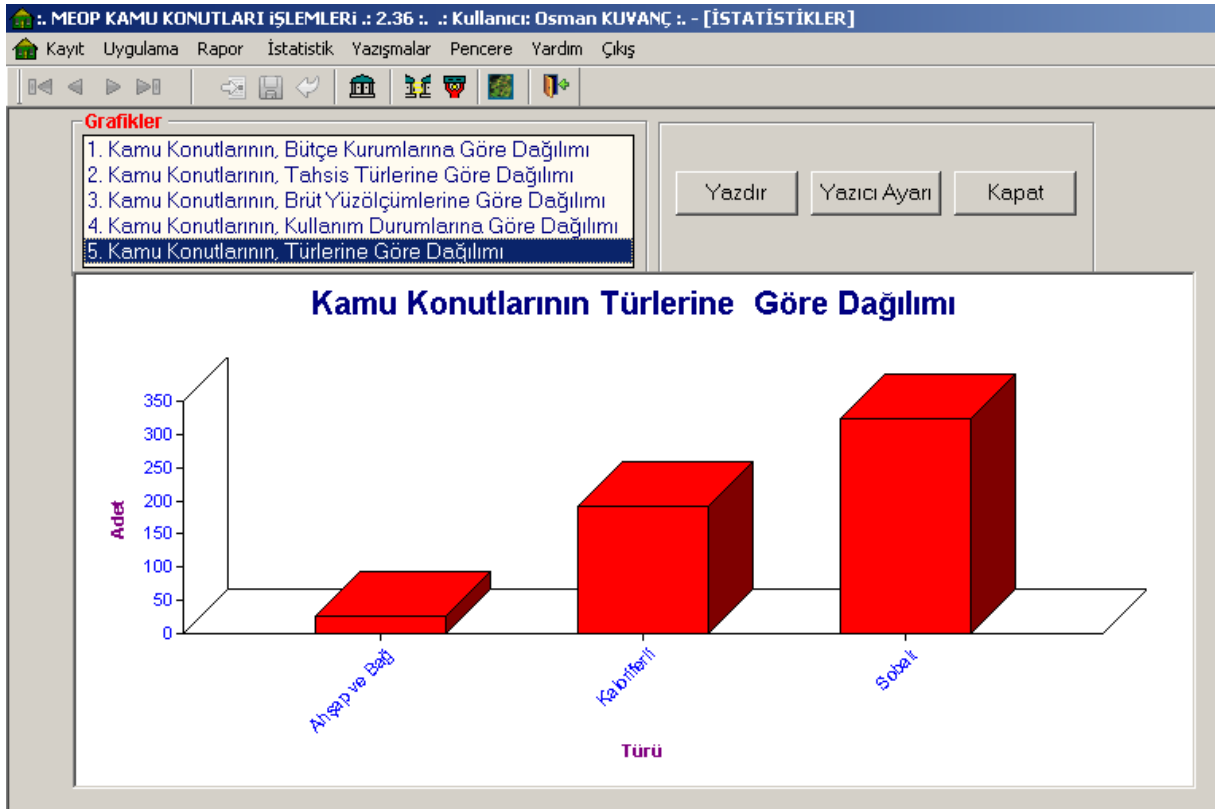 :. MEOP KAMU KONUTLARI iŞLEMLERi .: 2.36 :. .: Kullanıcı: Osman KUVANÇ :. - [İSTATİSTİKLER]
Kayıt Uygulama Rapor İstatistik Yazışmalar Pencere Yardım Çıkış
Grafikler
1. Kamu Konutlarının, Bütçe Kurumlarına Göre Dağılımı
2. Kamu Konutlarının, Tahsis Türlerine Göre Dağılımı
3. Kamu Konutlarının, Brüt Yüzölçümlerine Göre Dağılımı
4. Kamu Konutlarının, Kullanım Durumlarına Göre Dağılımı
5. Kamu Konutlarının, Türlerine Göre Dağılımı
Yazdır Yazıcı Ayarı Kapat
Kamu Konutlarının Türlerine Göre Dağılımı
350
300
250
200
150
100
50
0
Adet
Ahşap ve Bağ
Kaloriferli
Sobalı
Türü